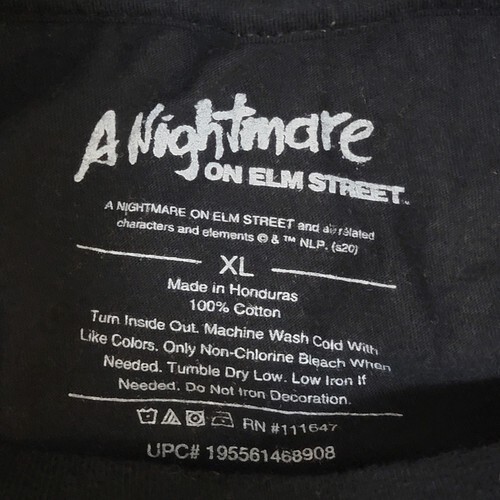 A Nightmare
ON ELM STREET™
A NIGHTMARE ON ELM STREET and all related
characters and elements © & ™ NLP. (s20)
XL
Made in Honduras
100% Cotton
Turn Inside Out. Machine Wash Cold With
Like Colors. Only Non-Chlorine Bleach When
Needed. Tumble Dry Low. Low Iron If
Needed. Do Not Iron Decoration.
RN #111647
UPC# 195561468908